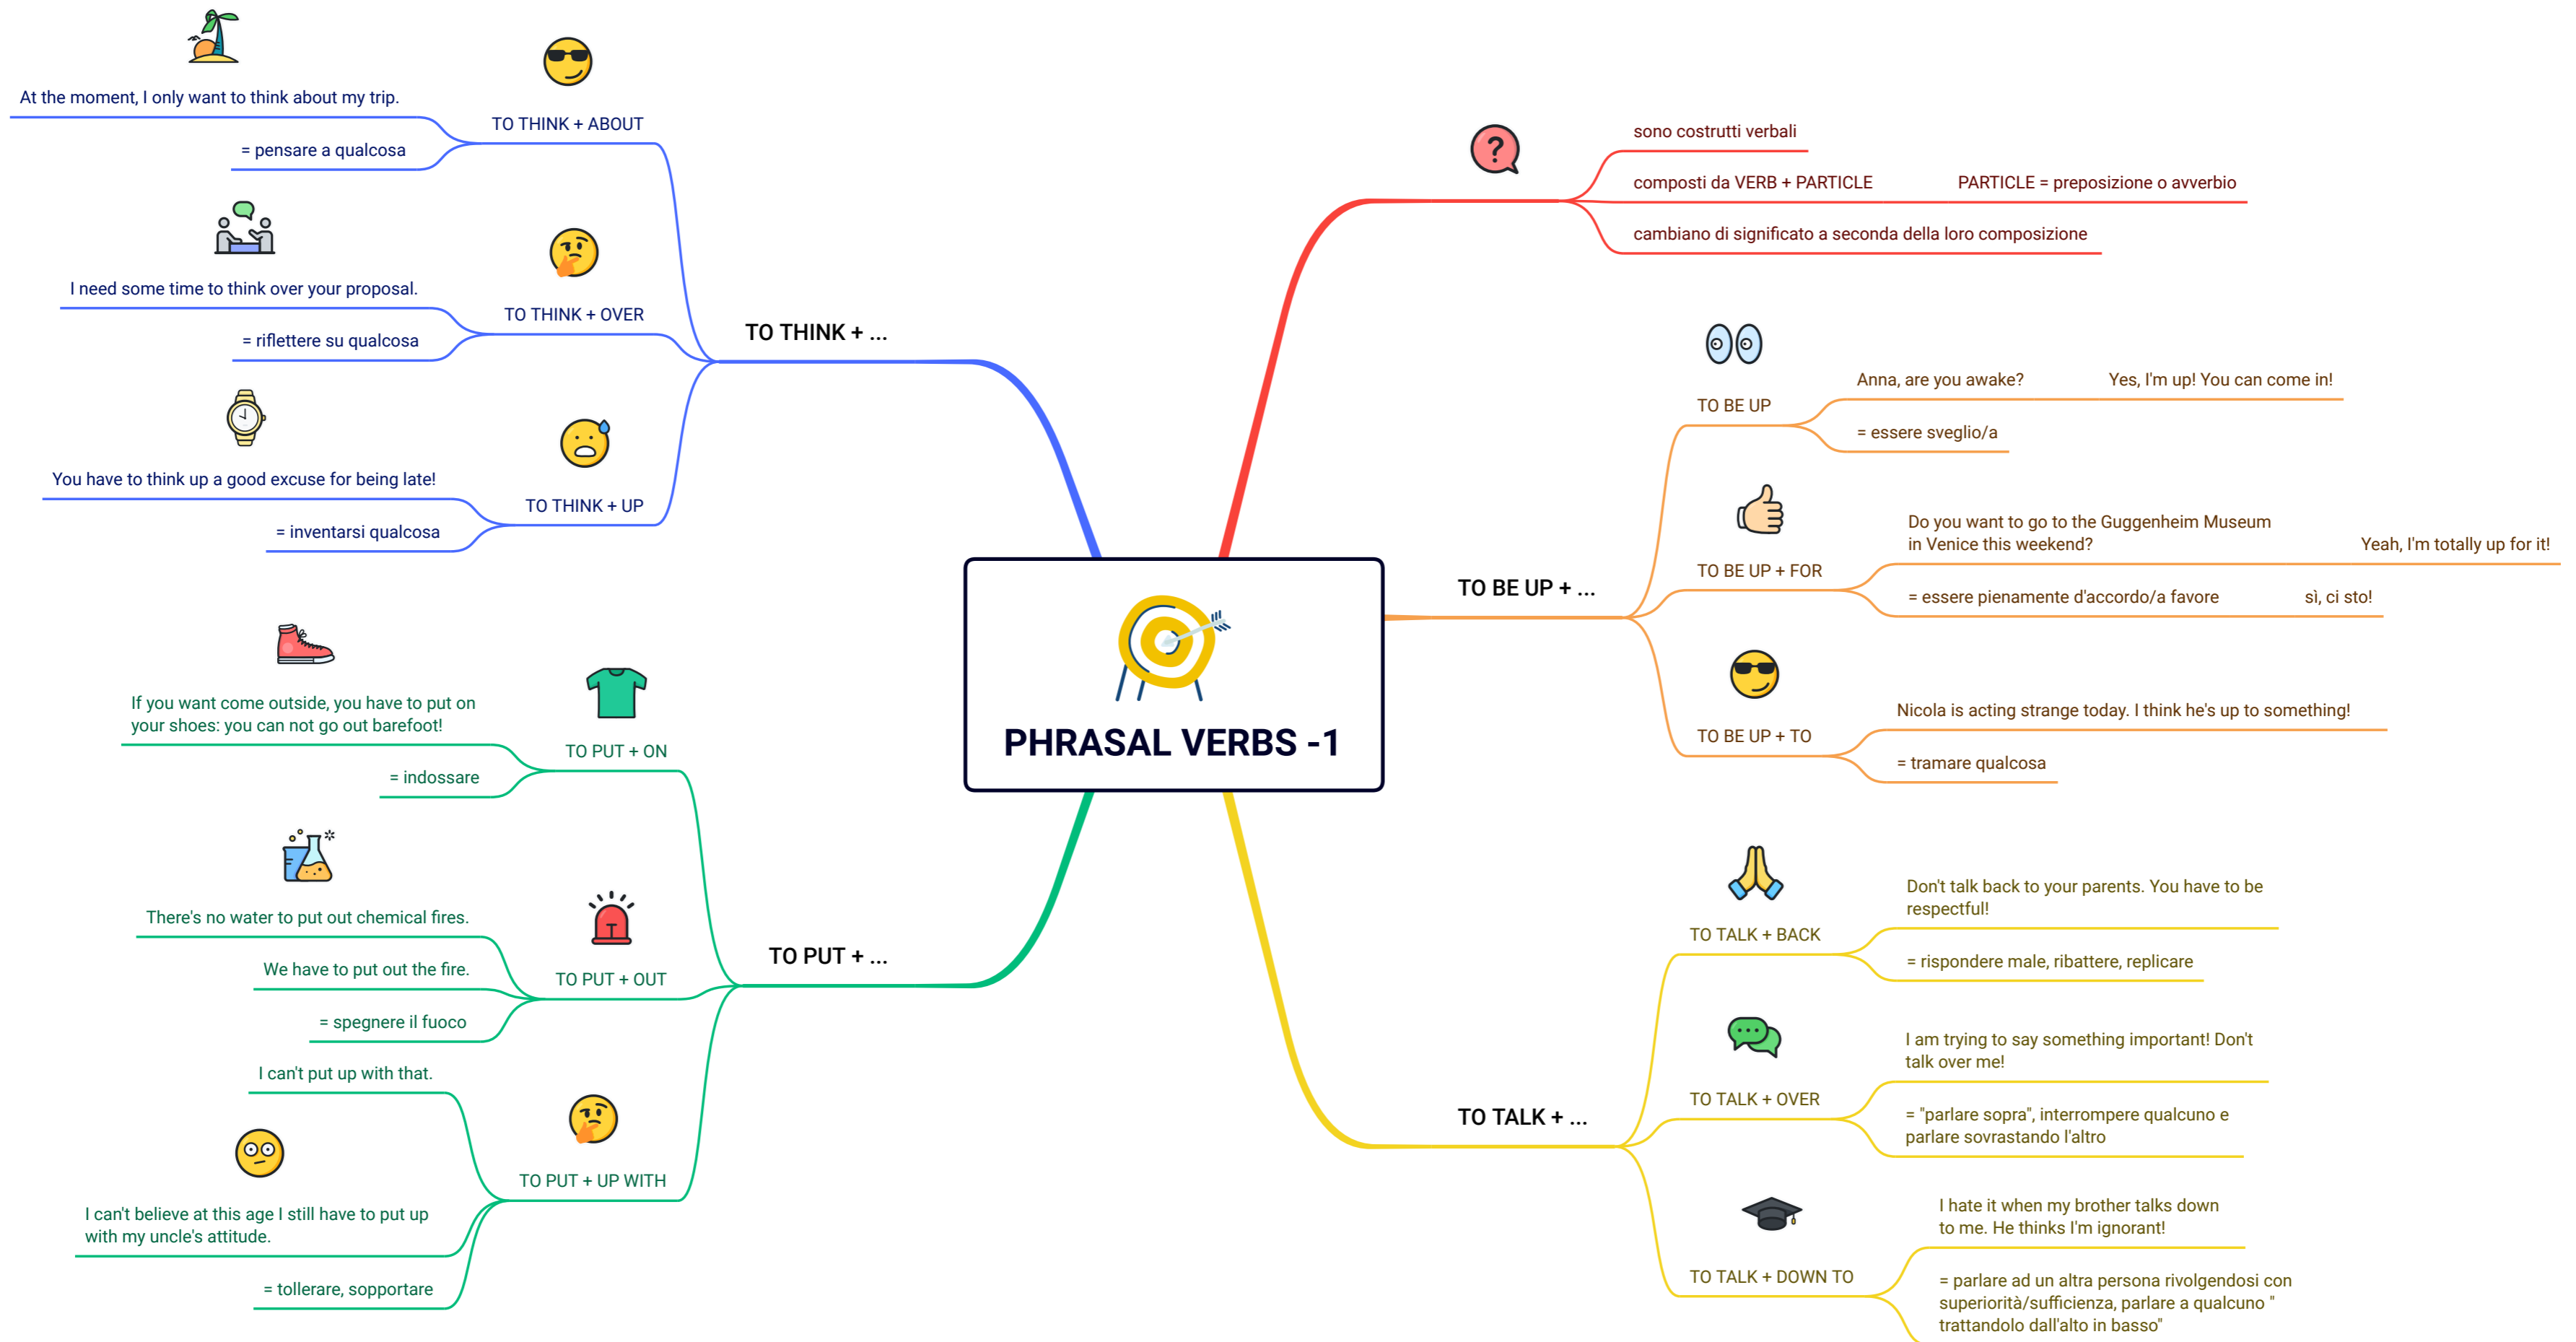 PHRASAL VERBS -1
?
sono costrutti verbali
composti da VERB + PARTICLE
PARTICLE = preposizione o avverbio
cambiano di significato a seconda della loro composizione
TO BE UP + ...
TO BE UP
Anna, are you awake?
Yes, I'm up! You can come in!
= essere sveglio/a
TO BE UP + FOR
Do you want to go to the Guggenheim Museum
in Venice this weekend?
Yeah, I'm totally up for it!
= essere pienamente d'accordo/a favore
sì, ci sto!
TO BE UP + TO
Nicola is acting strange today. I think he's up to something!
= tramare qualcosa
TO TALK + ...
TO TALK + BACK
Don't talk back to your parents. You have to be
respectful!
= rispondere male, ribattere, replicare
TO TALK + OVER
I am trying to say something important! Don't
talk over me!
= "parlare sopra", interrompere qualcuno e
parlare sovrastando l'altro
TO TALK + DOWN TO
I hate it when my brother talks down
to me. He thinks I'm ignorant!
= parlare ad un altra persona rivolgendosi con
superiorità/sufficienza, parlare a qualcuno "
trattandolo dall'alto in basso"
TO THINK + ...
TO THINK + ABOUT
At the moment, I only want to think about my trip.
= pensare a qualcosa
TO THINK + OVER
I need some time to think over your proposal.
= riflettere su qualcosa
TO THINK + UP
You have to think up a good excuse for being late!
= inventarsi qualcosa
TO PUT + ...
TO PUT + ON
If you want come outside, you have to put on
your shoes: you can not go out barefoot!
= indossare
TO PUT + OUT
There's no water to put out chemical fires.
We have to put out the fire.
= spegnere il fuoco
TO PUT + UP WITH
I can't put up with that.
I can't believe at this age I still have to put up
with my uncle's attitude.
= tollerare, sopportare